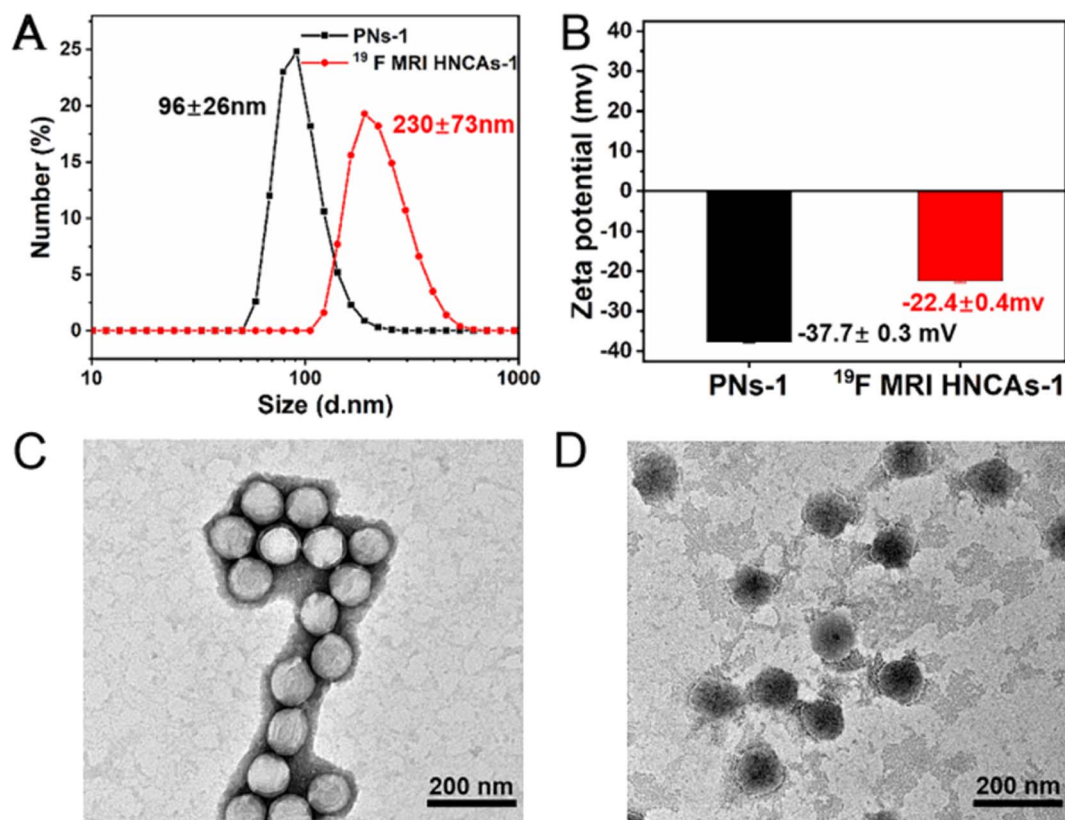 A
PNs-1
19 F MRI HNCAs-1
96±26nm
230±73nm
Number (%)
25
20
15
10
5
0
10
100
1000
Size (d.nm)
B
Zeta potential (mv)
40
30
20
10
0
-10
-20
-30
-40
-22.4±0.4mv
-37.7± 0.3 mV
PNs-1
19F MRI HNCAs-1
C
200 nm
D
200 nm